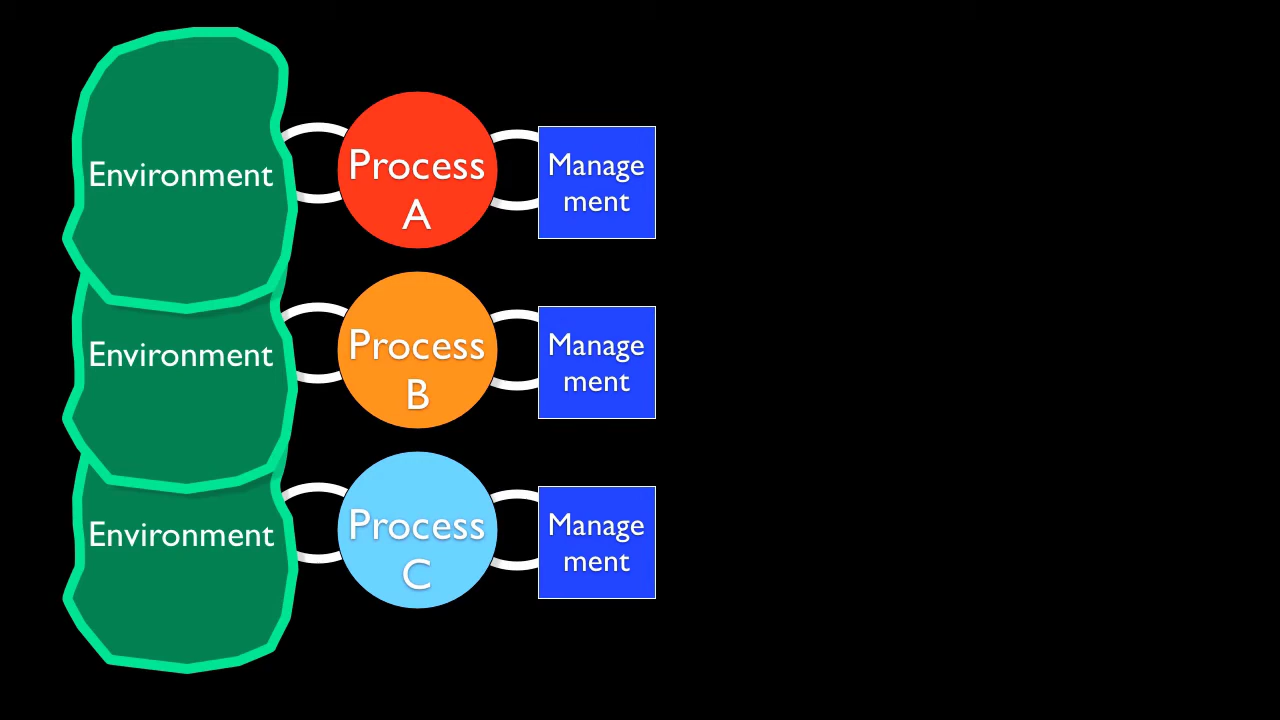 Environment
Process
A
Manage
ment
Environment
Process
B
Manage
ment
Environment
Process
C
Manage
ment